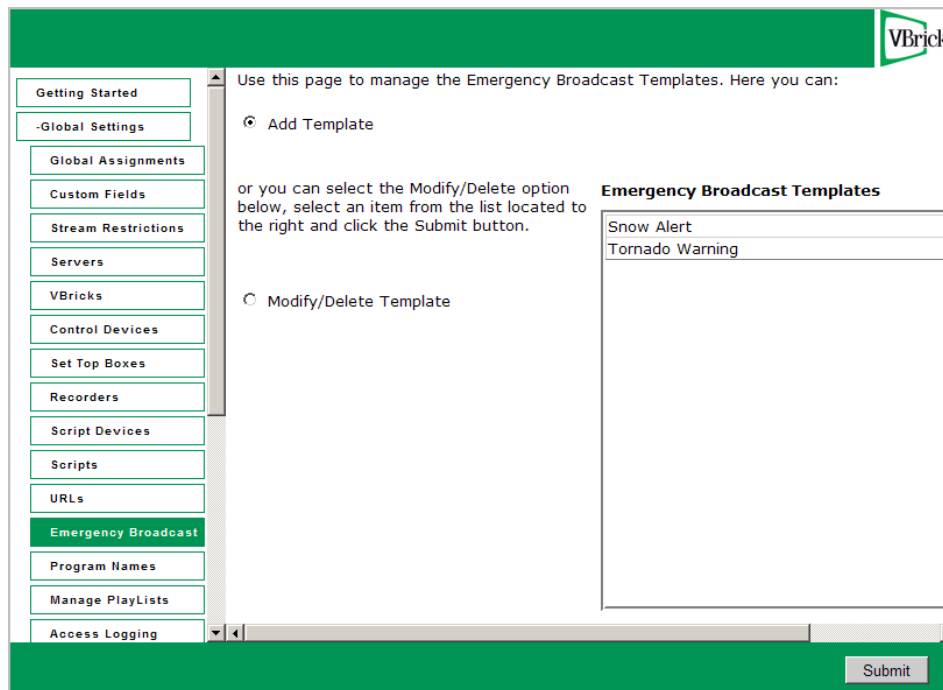 VBrick
Getting Started
-Global Settings
Global Assignments
Custom Fields
Stream Restrictions
Servers
VBricks
Control Devices
Set Top Boxes
Recorders
Script Devices
Scripts
URLs
Emergency Broadcast
Program Names
Manage PlayLists
Access Logging
Use this page to manage the Emergency Broadcast Templates. Here you can:
Add Template
or you can select the Modify/Delete option
below, select an item from the list located to
the right and click the Submit button.
Modify/Delete Template
Emergency Broadcast Templates
Snow Alert
Tornado Warning
Submit